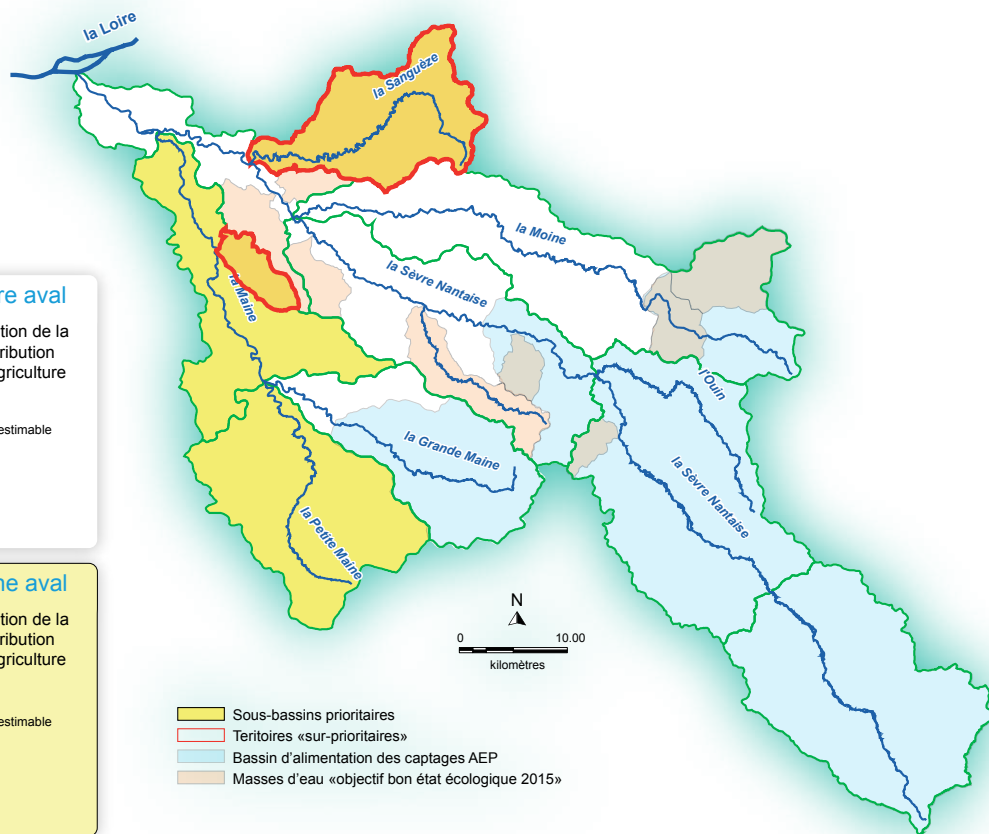 la Loire
la Sanguèze
la Moine
la Sèvre Nantaise
la Maine
l'Ouin
la Grande Maine
la Sèvre Nantaise
la Petite Maine
re aval
tion de la
ribution
griculture
estimable
ne aval
tion de la
ribution
griculture
estimable
N
0 10.00
kilomètres
Sous-bassins prioritaires
Teritoires «sur-prioritaires»
Bassin d'alimentation des captages AEP
Masses d'eau «objectif bon état écologique 2015»